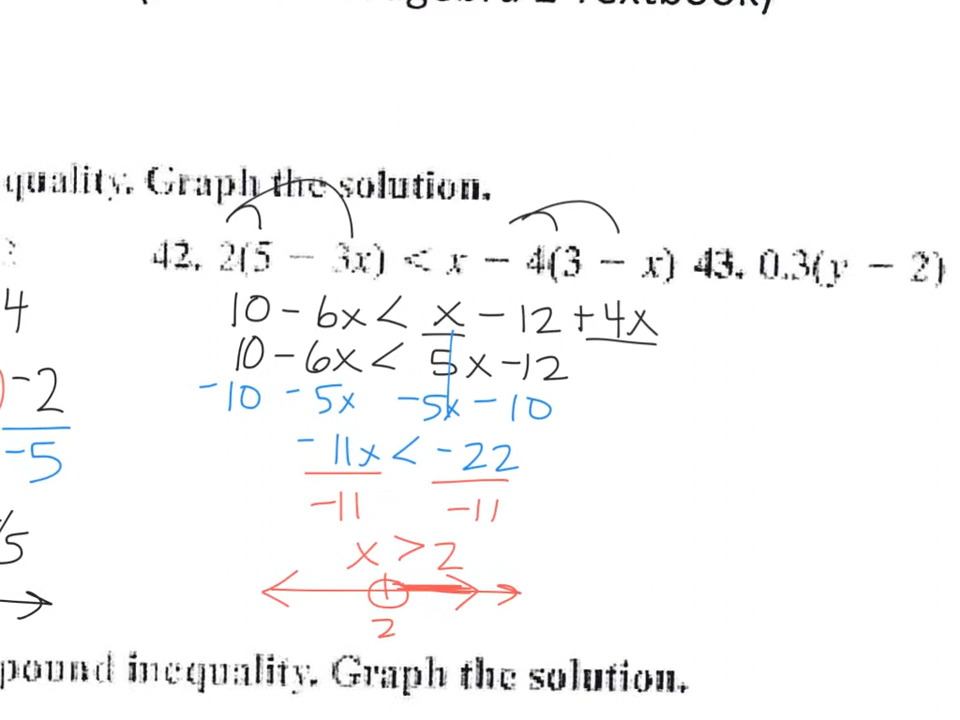 quality. Graph the solution.
42. 2(5 - 3x) < x - 4(3 - x) 43. 0.3(y - 2)
4
10 - 6x < x - 12 + 4x
10 - 6x < 5x - 12
-2
-10 - 5x -5x - 10
-5
-11x < -22
-11 -11
/5
x > 2
2
pound inequality. Graph the solution.